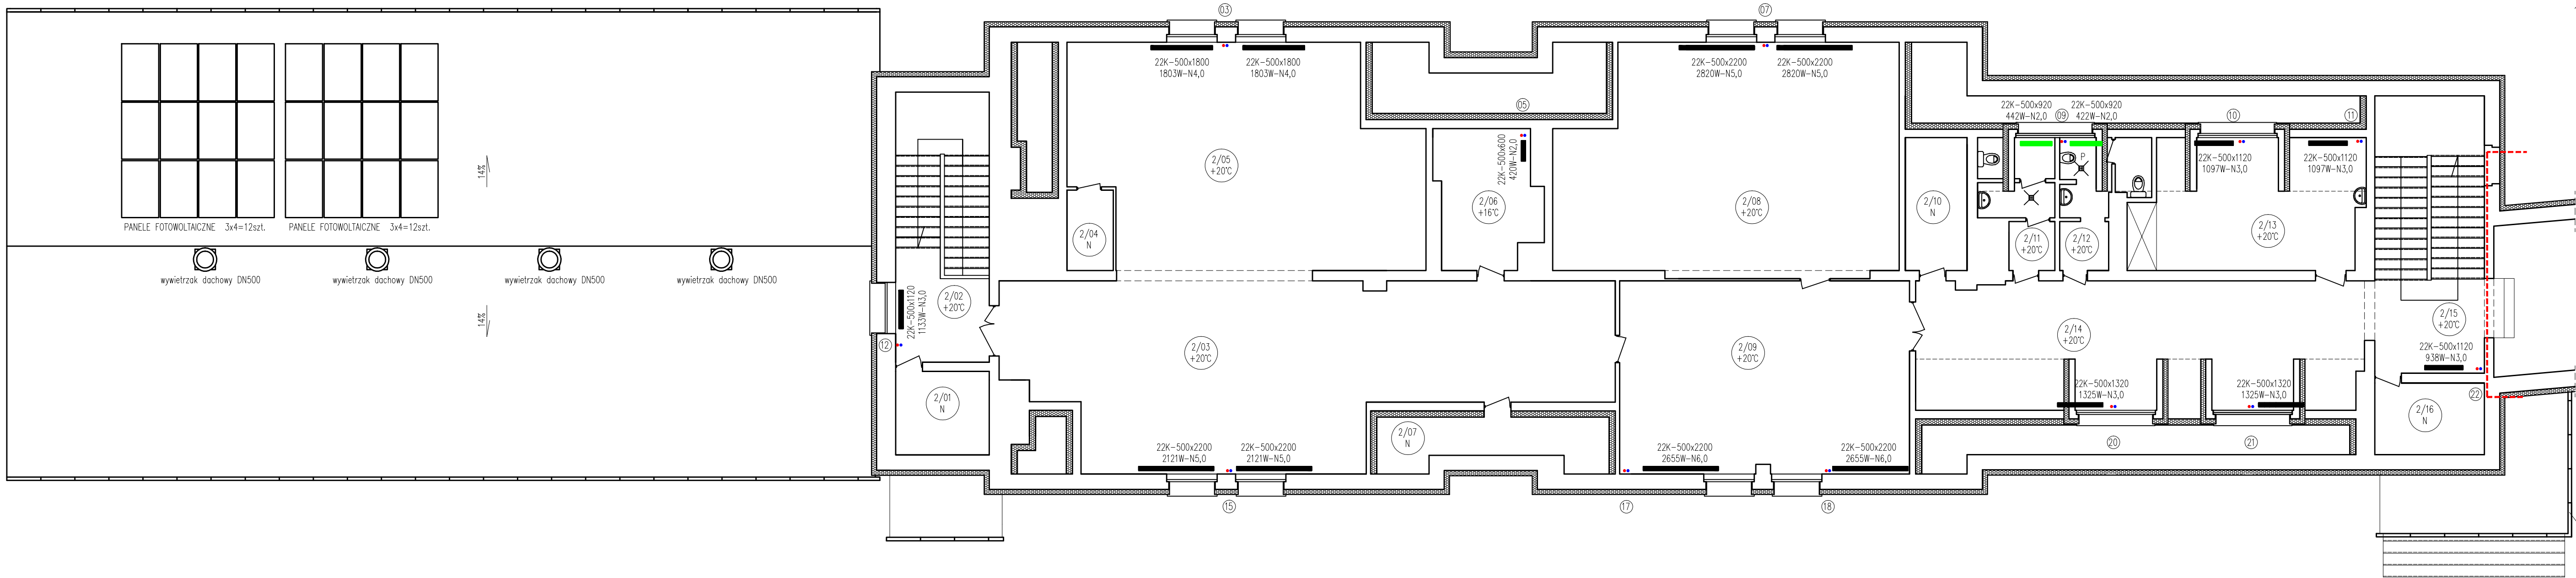 03
07
22K-500x1800
1803W-N4,0
22K-500x1800
1803W-N4,0
22K-500x2200
2820W-N5,0
22K-500x2200
2820W-N5,0
05
22K-500x920
442W-N2,0
22K-500x920
422W-N2,0
09
10
11
22K-500x600
420W-N2,0
P
22K-500x1120
1097W-N3,0
22K-500x1120
1097W-N3,0
14%
2/05
+20°C
2/06
+16°C
2/08
+20°C
2/10
N
PANELE FOTOWOLTAICZNE 3x4=12szt.
PANELE FOTOWOLTAICZNE 3x4=12szt.
2/04
N
2/11
+20°C
2/12
+20°C
2/13
+20°C
wywietrzak dachowy DN500
wywietrzak dachowy DN500
wywietrzak dachowy DN500
wywietrzak dachowy DN500
14%
22K-500x1120
1133W-N3,0
2/02
+20°C
12
2/03
+20°C
2/09
+20°C
2/14
+20°C
2/15
+20°C
22K-500x1120
938W-N3,0
22K-500x1320
1325W-N3,0
22K-500x1320
1325W-N3,0
22
2/01
N
2/07
N
2/16
N
22K-500x2200
2121W-N5,0
22K-500x2200
2121W-N5,0
22K-500x2200
2655W-N6,0
22K-500x2200
2655W-N6,0
20
21
15
17
18